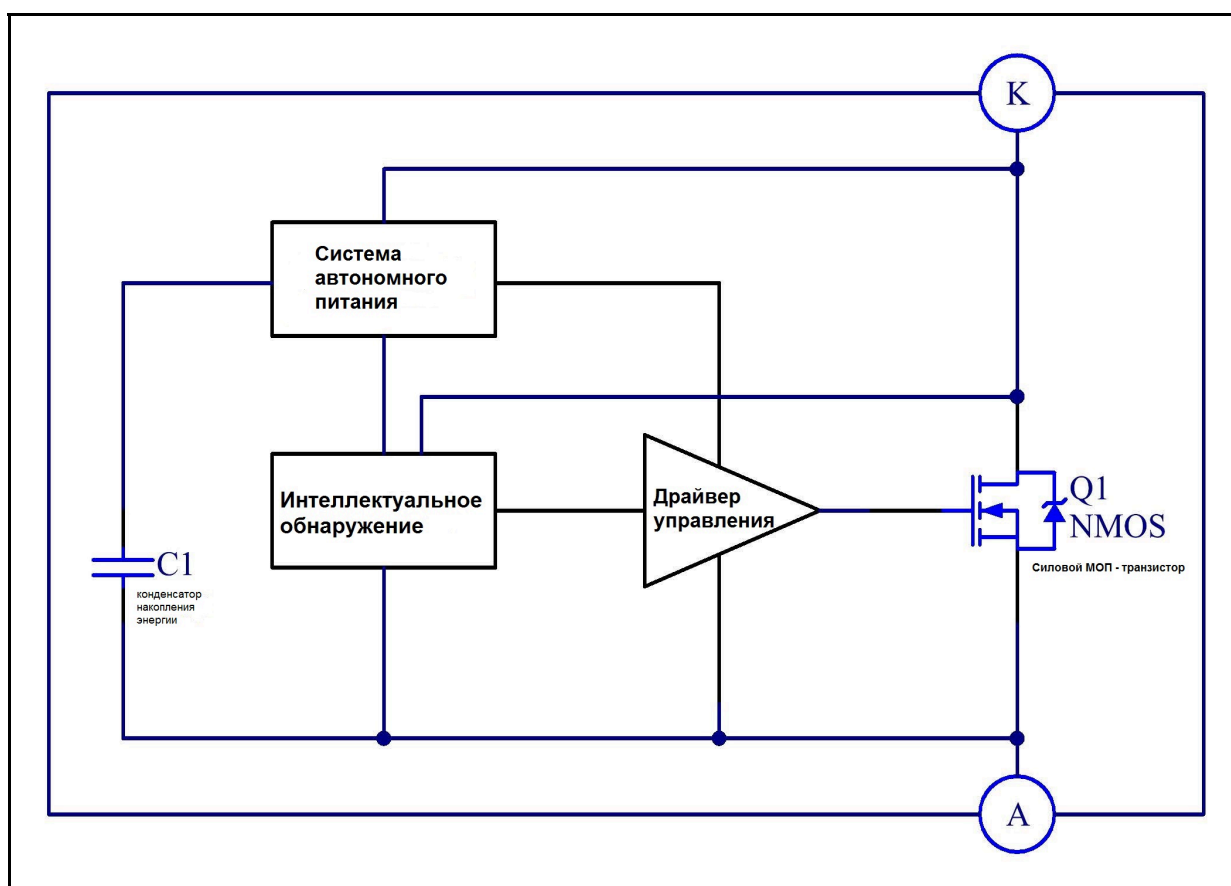 K
Система
автономного
питания
Интеллектуальное
обнаружение
Драйвер
управления
Q1
NMOS
Силовой МОП - транзистор
C1
конденсатор
накопления
энергии
A